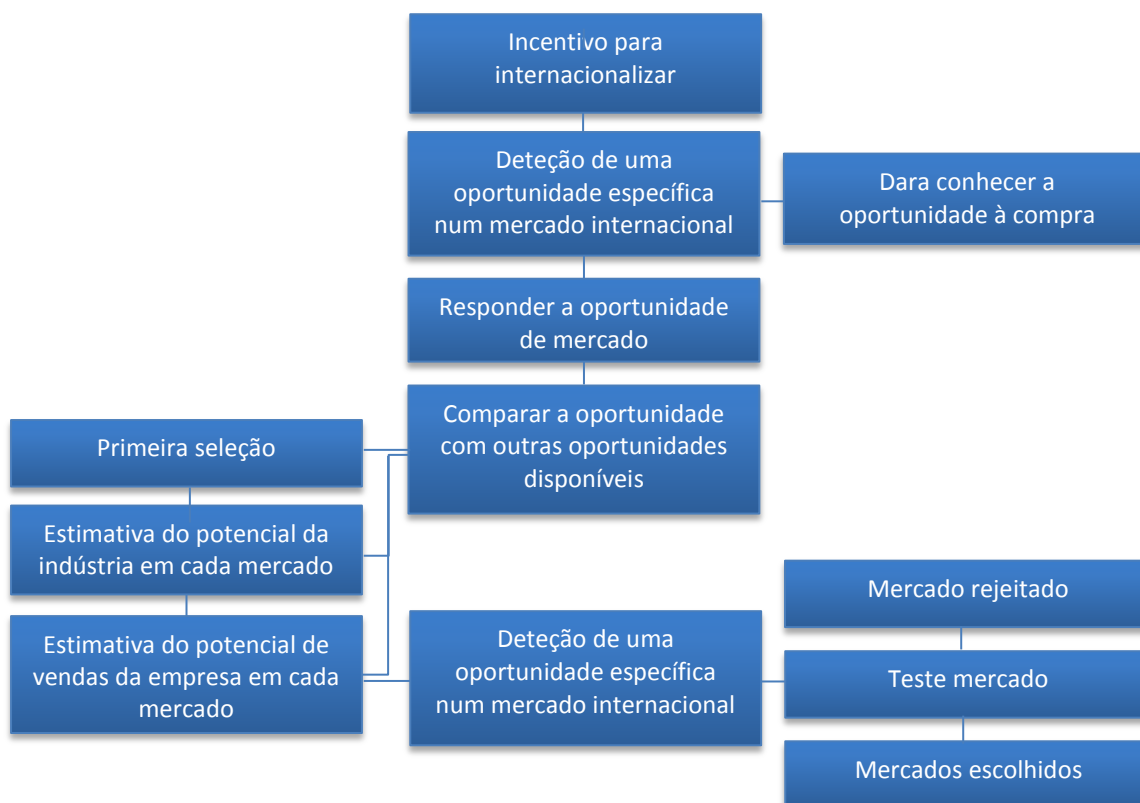 Incentivo para
internacionalizar
Deteção de uma
oportunidade específica
num mercado internacional
Dara conhecer a
oportunidade à compra
Responder a oportunidade
de mercado
Comparar a oportunidade
com outras oportunidades
disponíveis
Primeira seleção
Estimativa do potencial da
indústria em cada mercado
Estimativa do potencial de
vendas da empresa em cada
mercado
Deteção de uma
oportunidade específica
num mercado internacional
Mercado rejeitado
Teste mercado
Mercados escolhidos